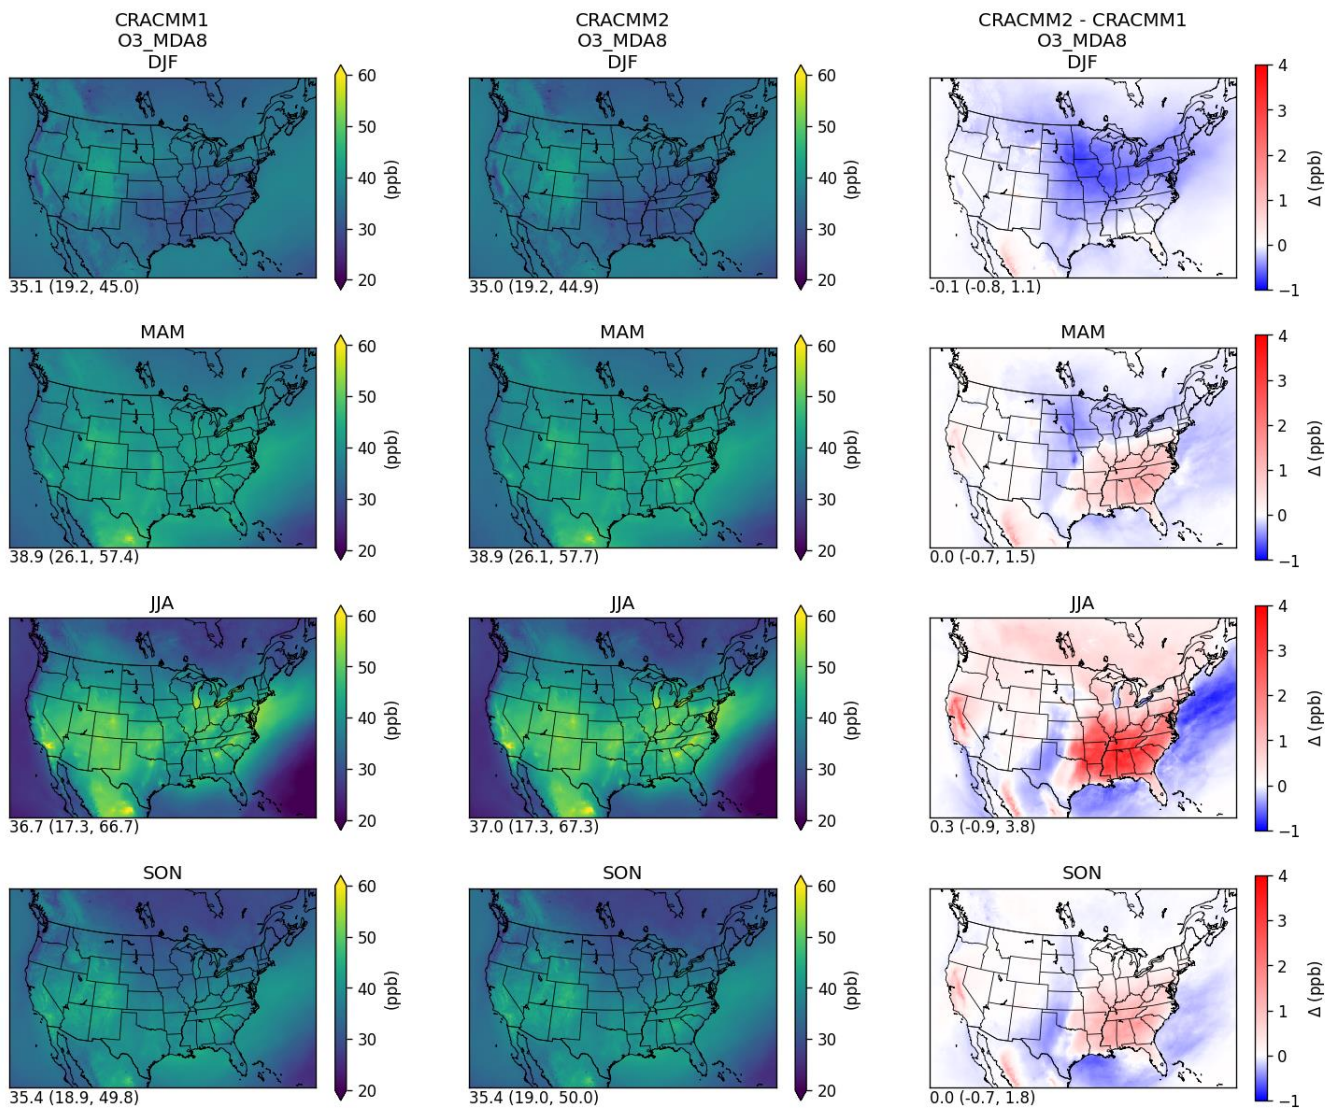 CRACMM1
O3_MDA8
DJF
60
50
40
30
20
(ppb)
35.1 (19.2, 45.0)
CRACMM2
O3_MDA8
DJF
60
50
40
30
20
(ppb)
35.0 (19.2, 44.9)
CRACMM2 - CRACMM1
O3_MDA8
DJF
4
3
2
1
0
−1
Δ (ppb)
-0.1 (-0.8, 1.1)
MAM
60
50
40
30
20
(ppb)
38.9 (26.1, 57.4)
MAM
60
50
40
30
20
(ppb)
38.9 (26.1, 57.7)
MAM
4
3
2
1
0
−1
Δ (ppb)
0.0 (-0.7, 1.5)
JJA
60
50
40
30
20
(ppb)
36.7 (17.3, 66.7)
JJA
60
50
40
30
20
(ppb)
37.0 (17.3, 67.3)
JJA
4
3
2
1
0
−1
Δ (ppb)
0.3 (-0.9, 3.8)
SON
60
50
40
30
20
(ppb)
35.4 (18.9, 49.8)
SON
60
50
40
30
20
(ppb)
35.4 (19.0, 50.0)
SON
4
3
2
1
0
−1
Δ (ppb)
0.0 (-0.7, 1.8)